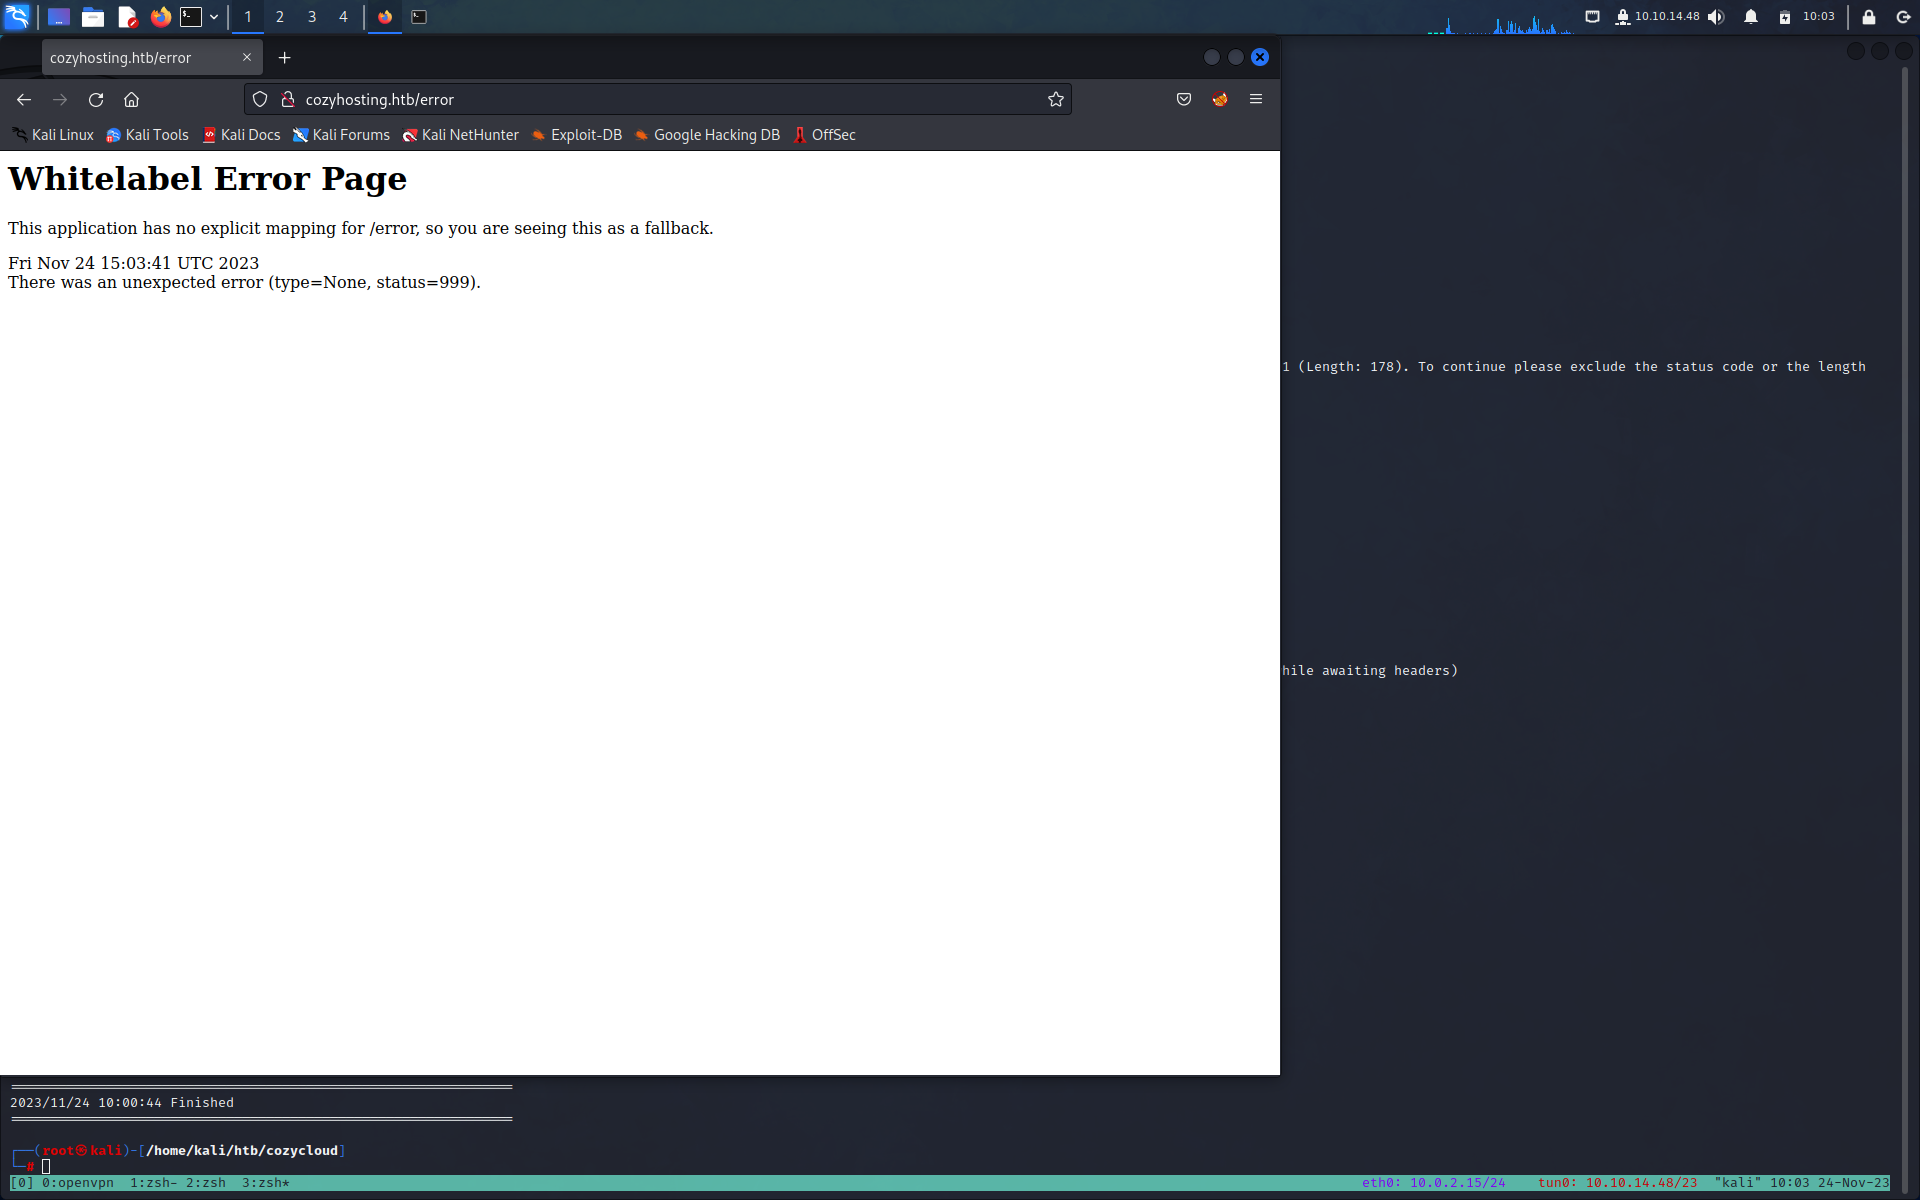 1 2 3 4
10.10.14.48
10:03
cozyhosting.htb/error
cozyhosting.htb/error
Kali Linux Kali Tools Kali Docs Kali Forums Kali NetHunter Exploit-DB Google Hacking DB OffSec
Whitelabel Error Page
This application has no explicit mapping for /error, so you are seeing this as a fallback.
Fri Nov 24 15:03:41 UTC 2023
There was an unexpected error (type=None, status=999).
1 (Length: 178). To continue please exclude the status code or the length
hile awaiting headers)
2023/11/24 10:00:44 Finished
(root㉿kali)-[/home/kali/htb/cozycloud]
#
[0] 0:openvpn 1:zsh- 2:zsh 3:zsh* eth0: 10.0.2.15/24 tun0: 10.10.14.48/23 "kali" 10:03 24-Nov-23